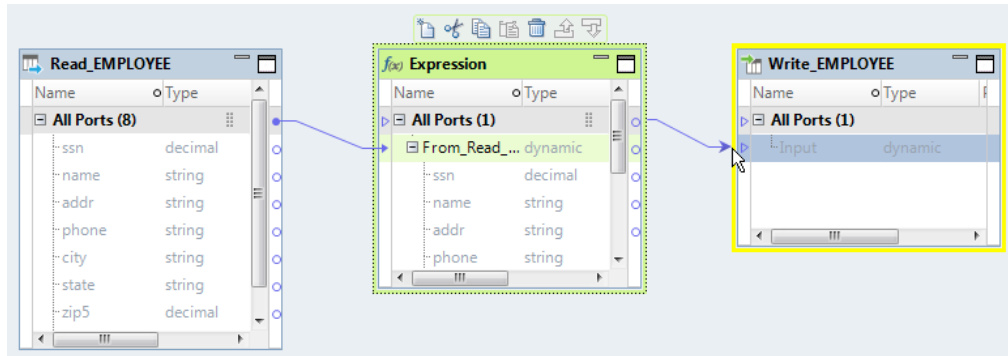 Read_EMPLOYEE
Name Type
All Ports (8)
ssn decimal
name string
addr string
phone string
city string
state string
zip5 decimal
f(x) Expression
Name Type
All Ports (1)
From_Read_... dynamic
ssn decimal
name string
addr string
phone string
Write_EMPLOYEE
Name Type
All Ports (1)
Input dynamic